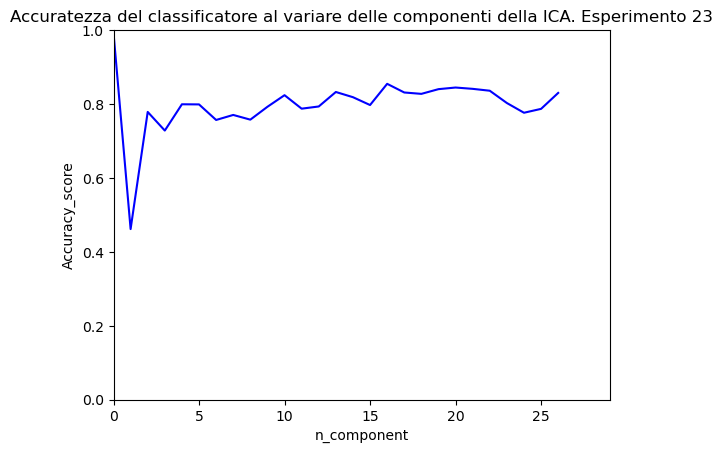 Accuratezza del classificatore al variare delle componenti della ICA. Esperimento 23
1.0
0.8
0.6
0.4
0.2
0.0
Accuracy_score
0 5 10 15 20 25
n_component